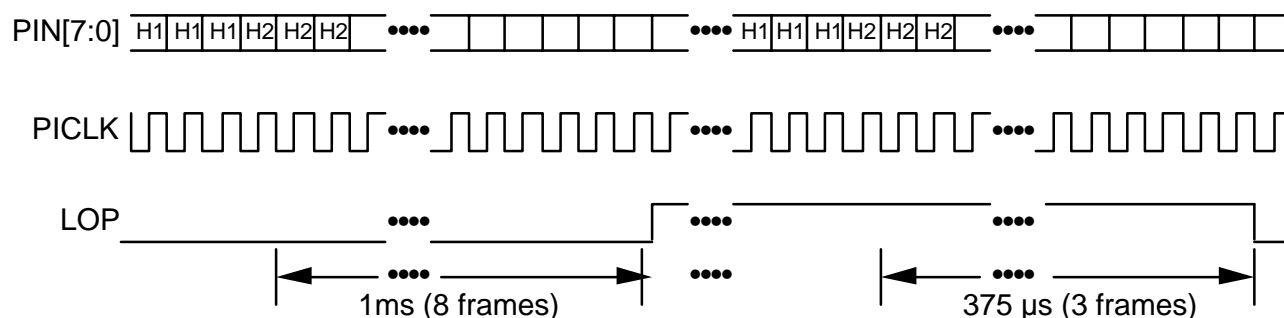 PIN[7:0] H1 H1 H1 H2 H2 H2 •••• •••• H1 H1 H1 H2 H2 H2 ••••
PICLK •••• •••• ••••
LOP •••• •••• ••••
•••• •••• ••••
1ms (8 frames) 375 µs (3 frames)